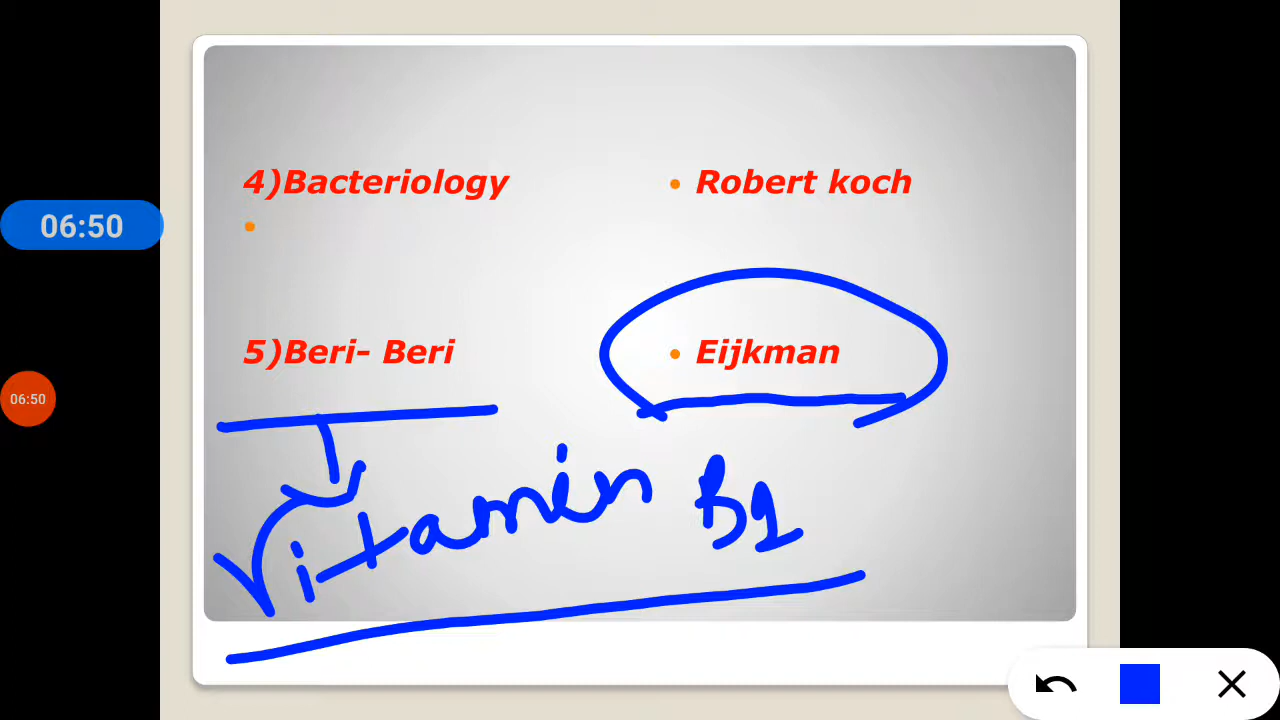 4)Bacteriology
• Robert koch
•
06:50
5)Beri- Beri
• Eijkman
06:50
Vitamin B1